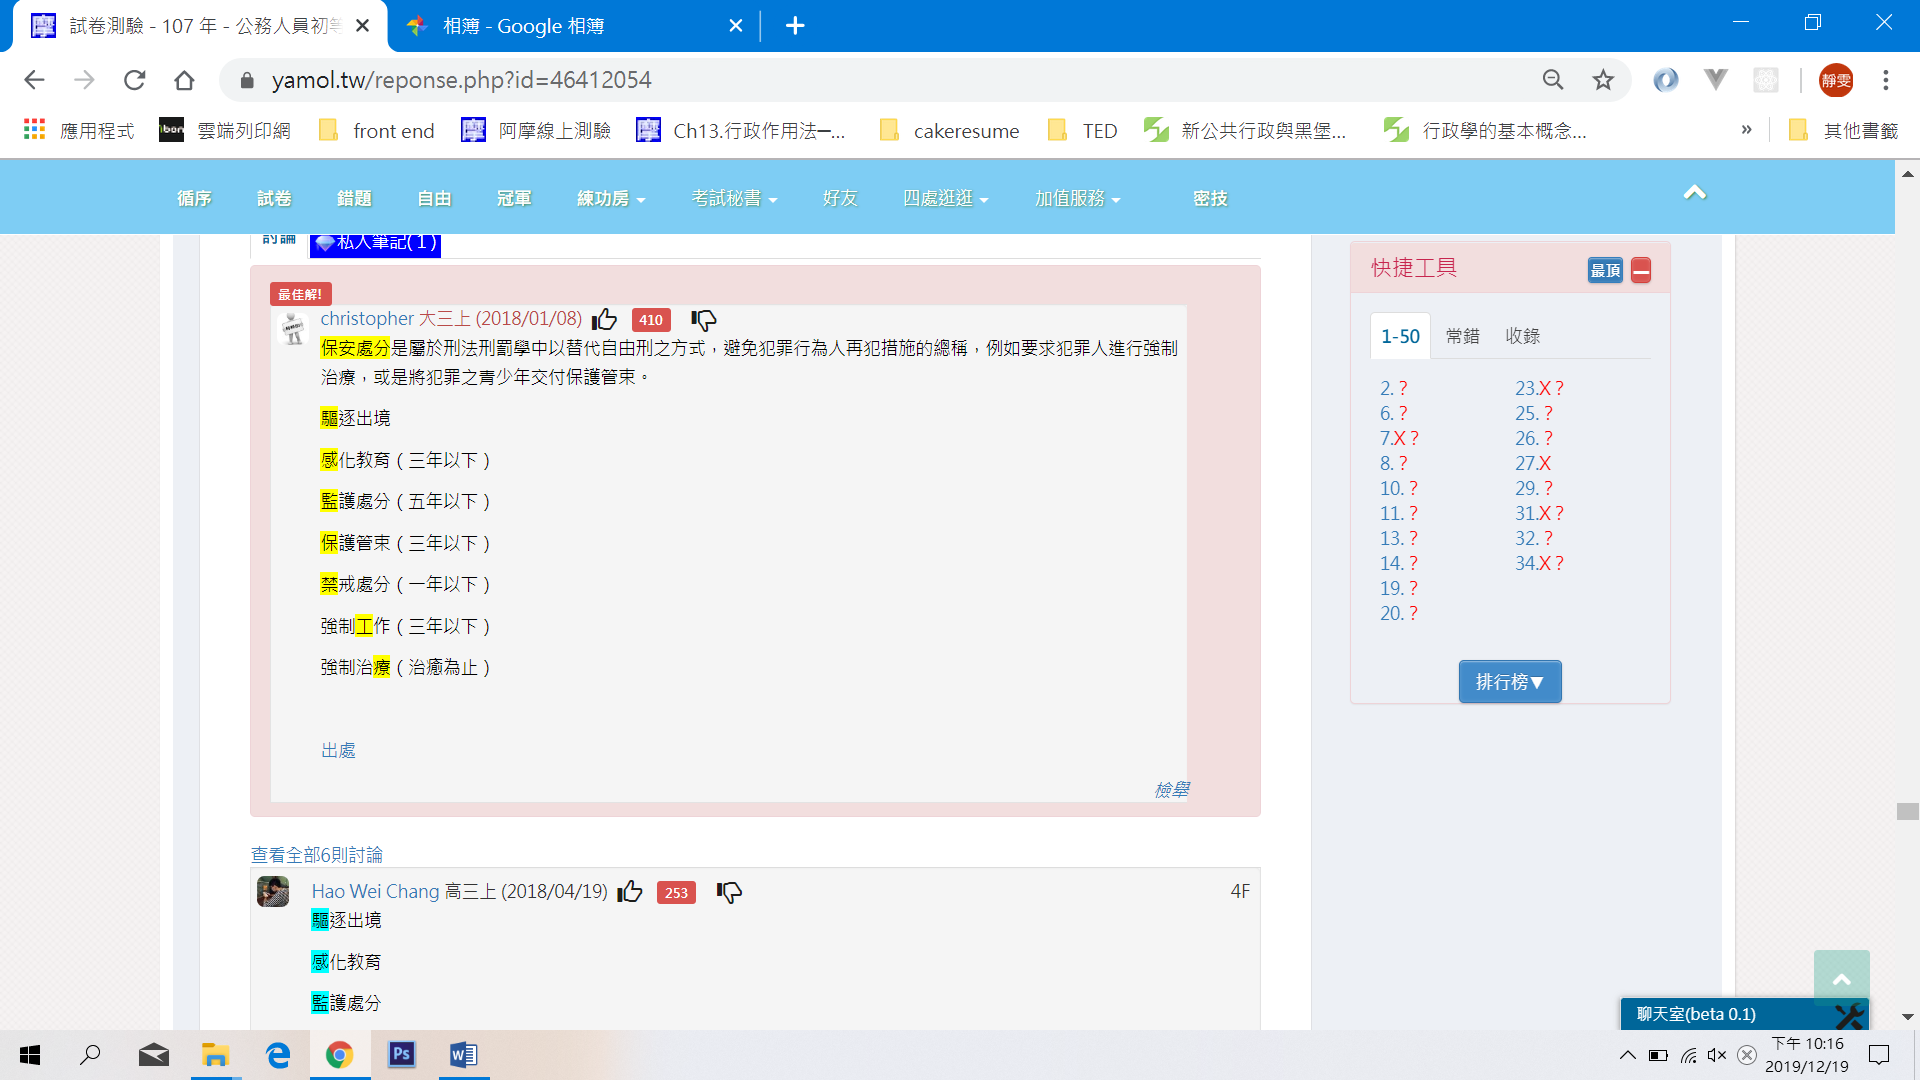 試卷測驗 - 107 年 - 公務人員初等
相簿 - Google 相簿
yamol.tw/reponse.php?id=46412054
靜雯
應用程式
ibon
雲端列印網
front end
摩
阿摩線上測驗
摩
Ch13.行政作用法─...
cakeresume
TED
新公共行政與黑堡...
行政學的基本概念...
»
其他書籤
循序
試卷
錯題
自由
冠軍
練功房
考試秘書
好友
四處逛逛
加值服務
密技
討論
私人筆記( 1 )
最佳解!
christopher 大三上 (2018/01/08)
410
保安處分是屬於刑法刑罰學中以替代自由刑之方式，避免犯罪行為人再犯措施的總稱，例如要求犯罪人進行強制
治療，或是將犯罪之青少年交付保護管束。
驅逐出境
感化教育（三年以下）
監護處分（五年以下）
保護管束（三年以下）
禁戒處分（一年以下）
強制工作（三年以下）
強制治療（治癒為止）
出處
檢舉
查看全部6則討論
Hao Wei Chang 高三上 (2018/04/19)
253
4F
驅逐出境
感化教育
監護處分
快捷工具
最頂
1-50
常錯
收錄
2.？
6.？
7.X？
8.？
10.？
11.？
13.？
14.？
19.？
20.？
23.X？
25.？
26.？
27.X
29.？
31.X？
32.？
34.X？
排行榜▼
聊天室(beta 0.1)
Ps
下午 10:16
2019/12/19